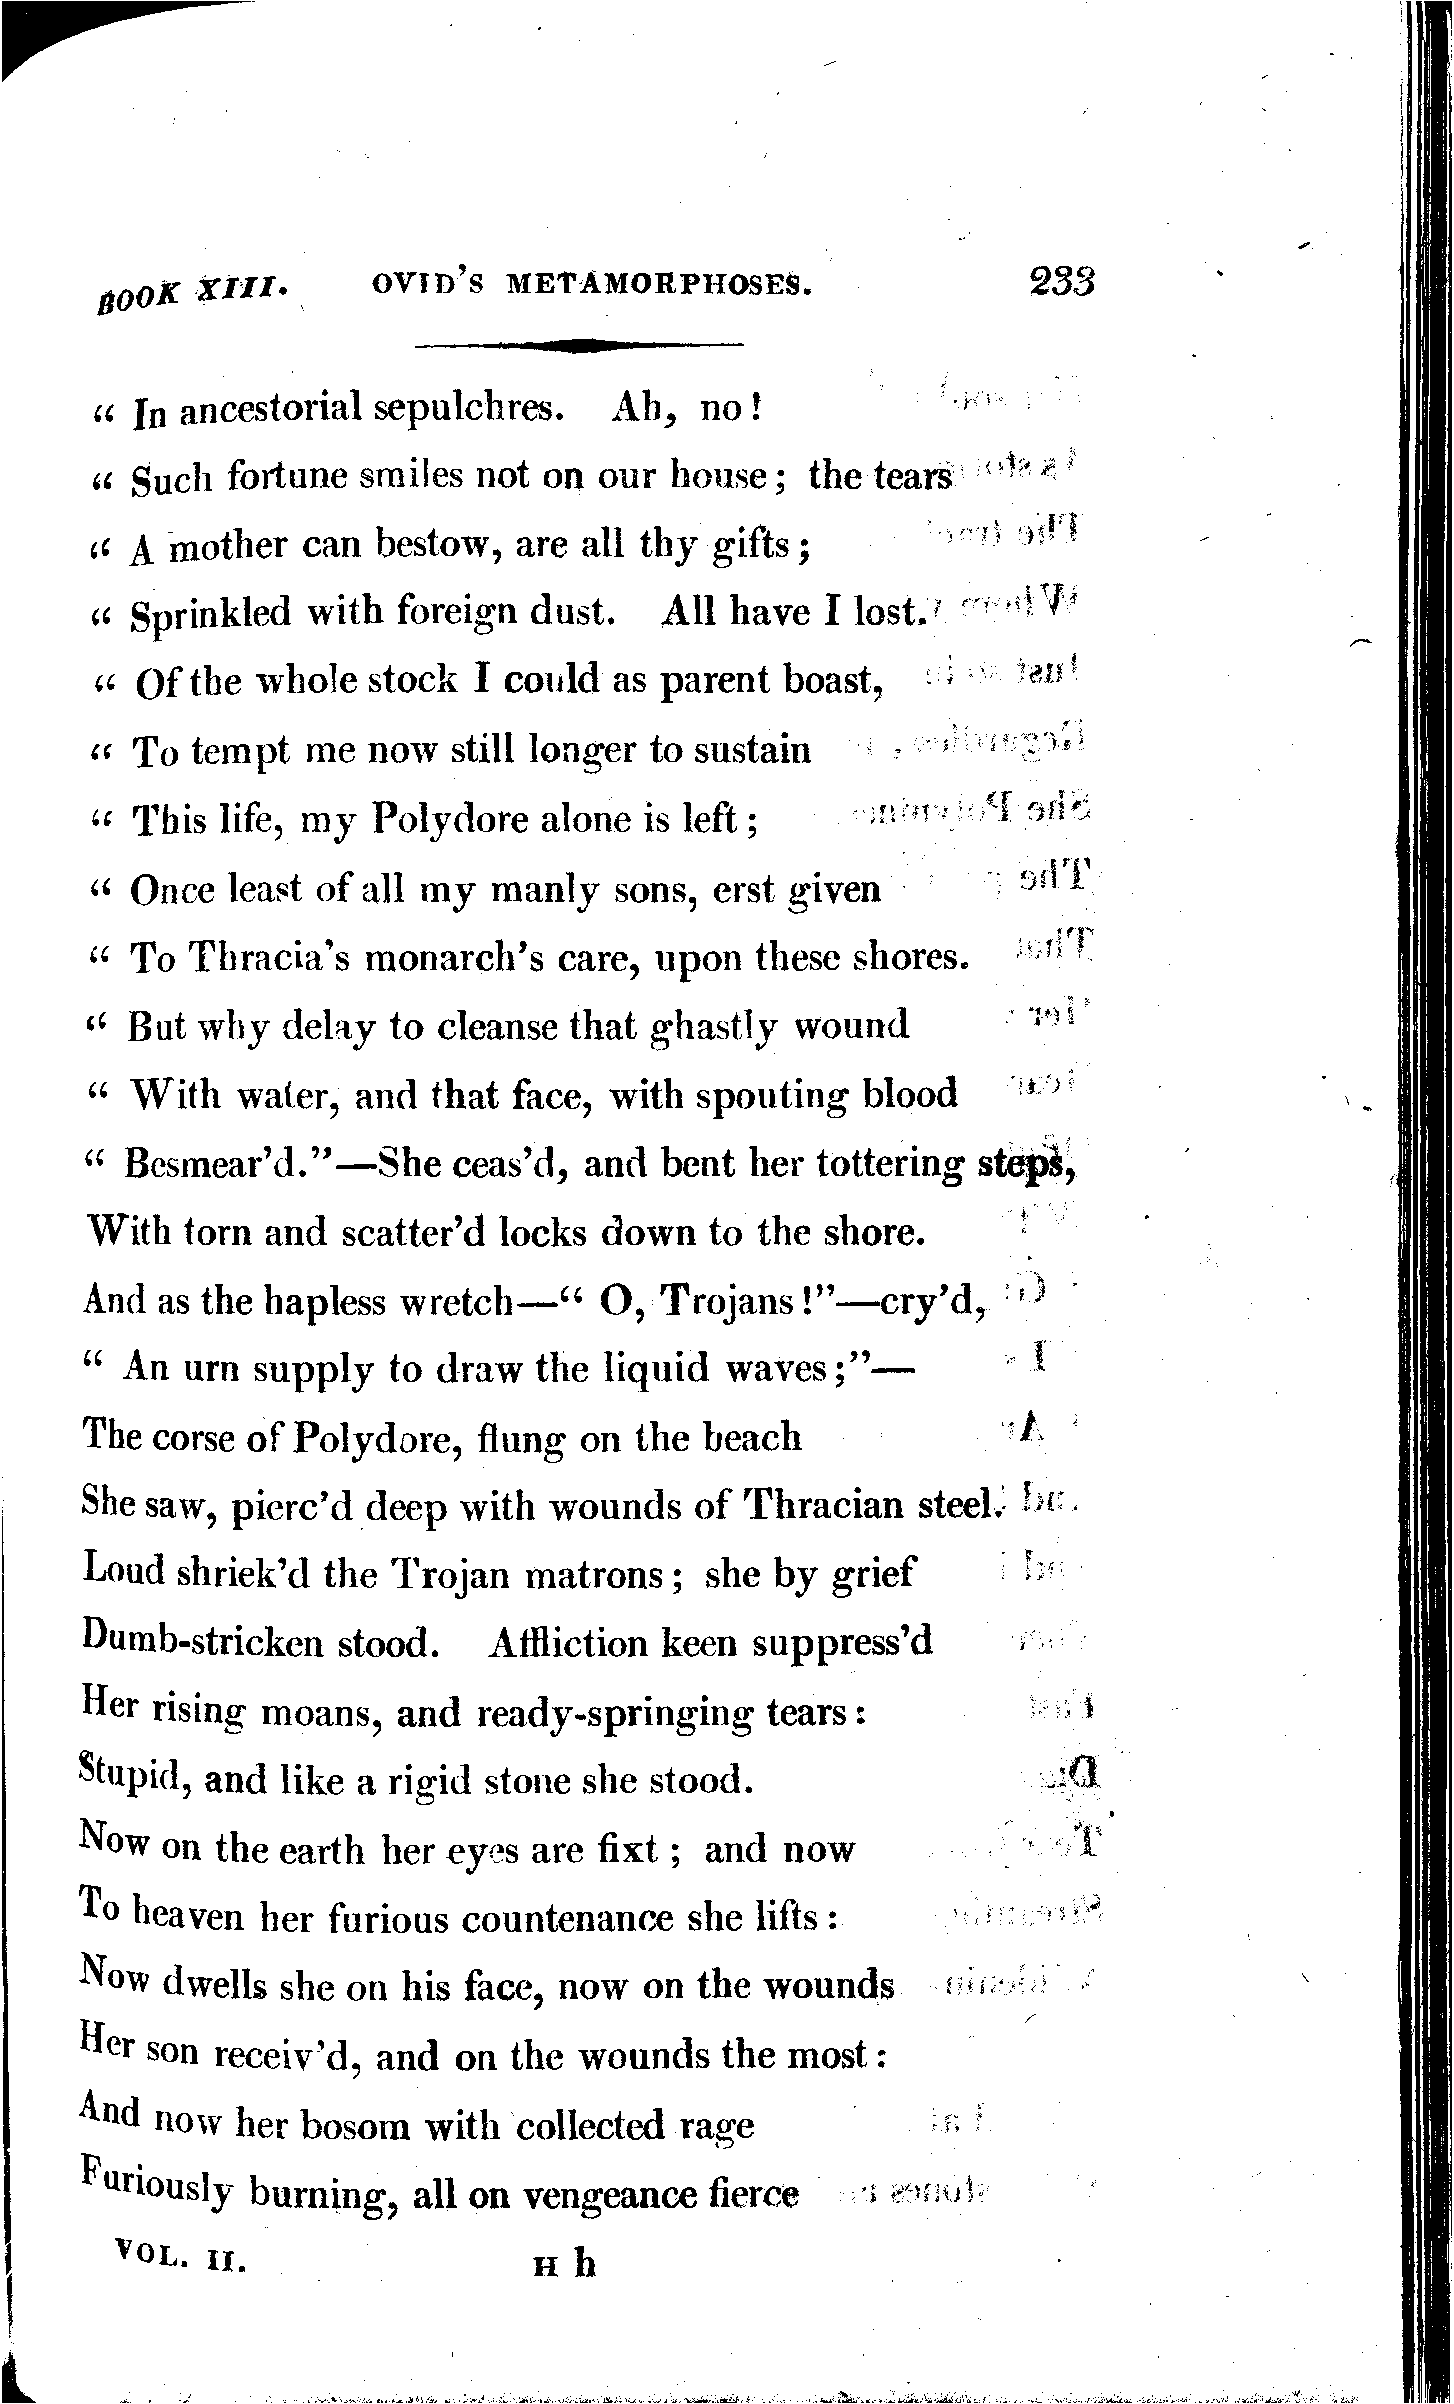 BOOK XIII. OVID'S METAMORPHOSES. 233
“ In ancestorial sepulchres. Ah, no!
“ Such fortune smiles not on our house; the tears
“ A mother can bestow, are all thy gifts;
“ Sprinkled with foreign dust. All have I lost.
“ Of the whole stock I could as parent boast,
“ To tempt me now still longer to sustain
“ This life, my Polydore alone is left;
“ Once least of all my manly sons, erst given
“ To Thracia's monarch's care, upon these shores.
“ But why delay to cleanse that ghastly wound
“ With water, and that face, with spouting blood
“ Besmear'd.”—She ceas'd, and bent her tottering steps,
With torn and scatter'd locks down to the shore.
And as the hapless wretch—“ O, Trojans!”—cry'd,
“ An urn supply to draw the liquid waves;”—
The corse of Polydore, flung on the beach
She saw, pierc'd deep with wounds of Thracian steel.
Loud shriek'd the Trojan matrons; she by grief
Dumb-stricken stood. Affliction keen suppress'd
Her rising moans, and ready-springing tears:
Stupid, and like a rigid stone she stood.
Now on the earth her eyes are fixt; and now
To heaven her furious countenance she lifts:
Now dwells she on his face, now on the wounds
Her son receiv'd, and on the wounds the most:
And now her bosom with collected rage
Furiously burning, all on vengeance fierce
VOL. II. H h